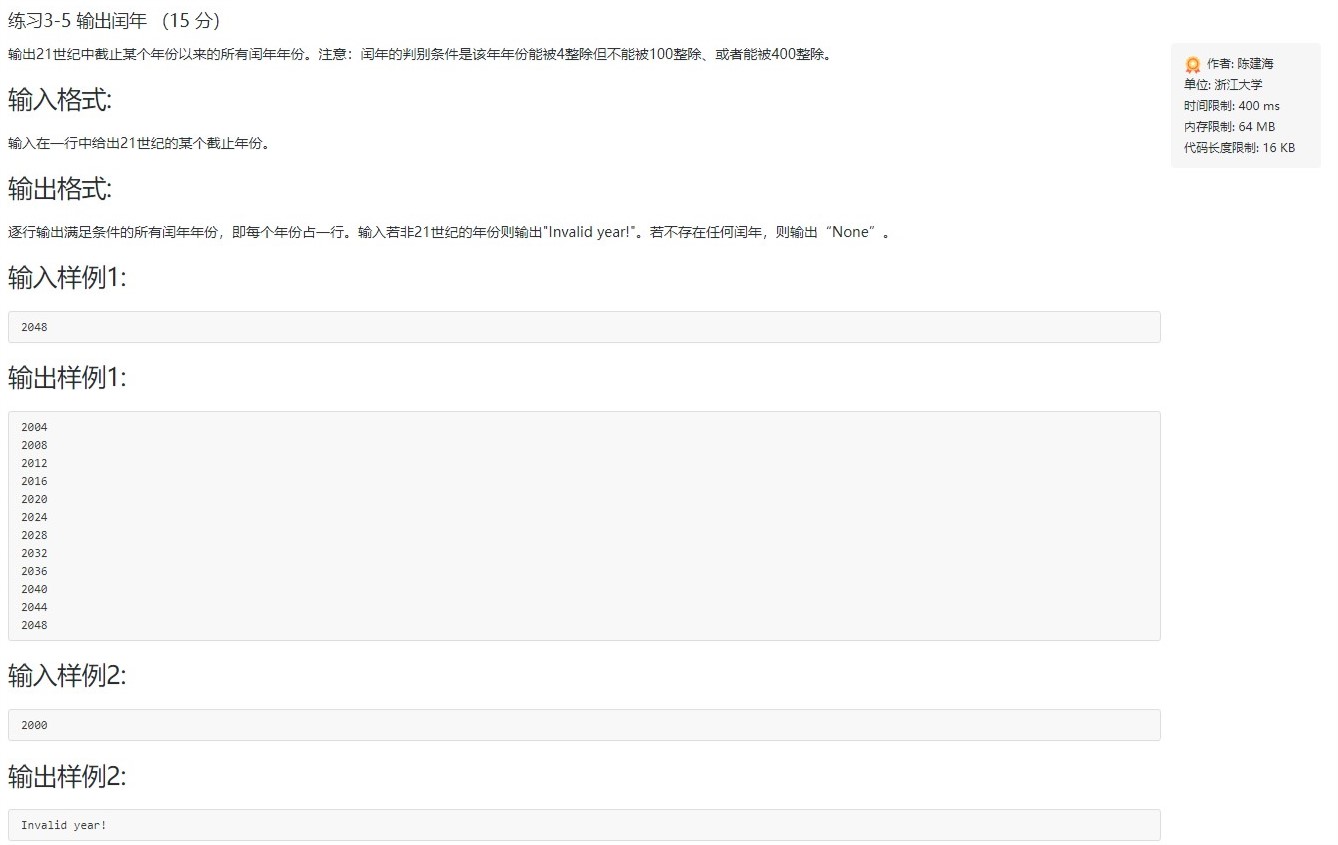 练习3-5 输出闰年 （15 分）
输出21世纪中截止某个年份以来的所有闰年年份。注意：闰年的判别条件是该年年份能被4整除但不能被100整除、或者能被400整除。
作者: 陈建海
单位: 浙江大学
时间限制: 400 ms
内存限制: 64 MB
代码长度限制: 16 KB
输入格式:
输入在一行中给出21世纪的某个截止年份。
输出格式:
逐行输出满足条件的所有闰年年份，即每个年份占一行。输入若非21世纪的年份则输出"Invalid year!"。若不存在任何闰年，则输出“None”。
输入样例1:
2048
输出样例1:
2004
2008
2012
2016
2020
2024
2028
2032
2036
2040
2044
2048
输入样例2:
2000
输出样例2:
Invalid year!